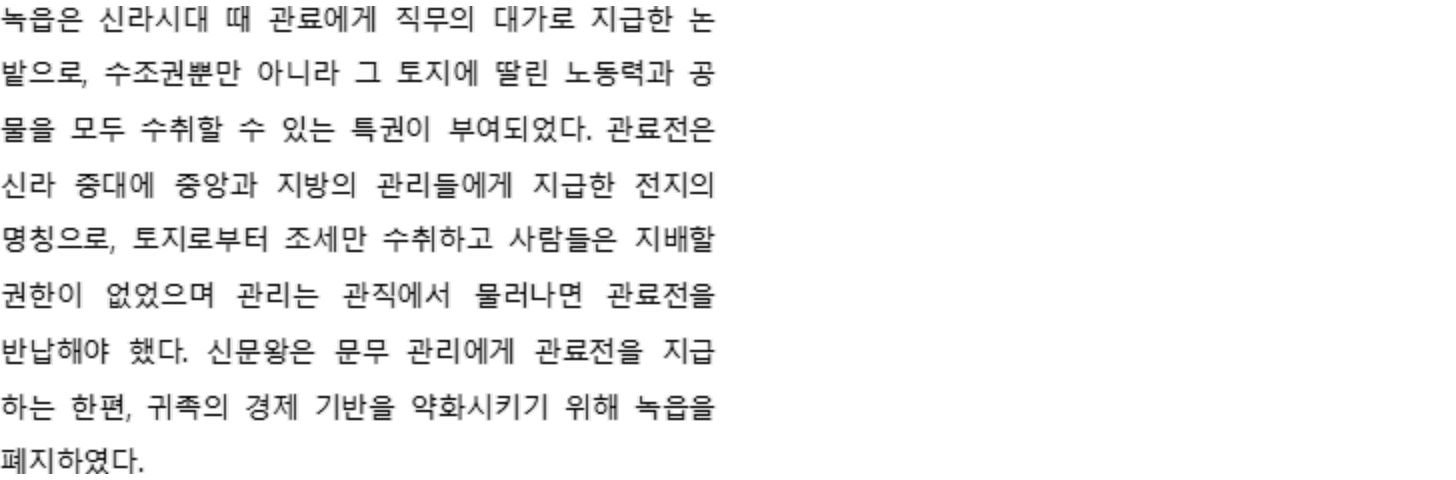 녹읍은 신라시대 때 관료에게 직무의 대가로 지급한 논
밭으로, 수조권뿐만 아니라 그 토지에 딸린 노동력과 공
물을 모두 수취할 수 있는 특권이 부여되었다. 관료전은
신라 중대에 중앙과 지방의 관리들에게 지급한 전지의
명칭으로, 토지로부터 조세만 수취하고 사람들은 지배할
권한이 없었으며 관리는 관직에서 물러나면 관료전을
반납해야 했다. 신문왕은 문무 관리에게 관료전을 지급
하는 한편, 귀족의 경제 기반을 약화시키기 위해 녹읍을
폐지하였다.